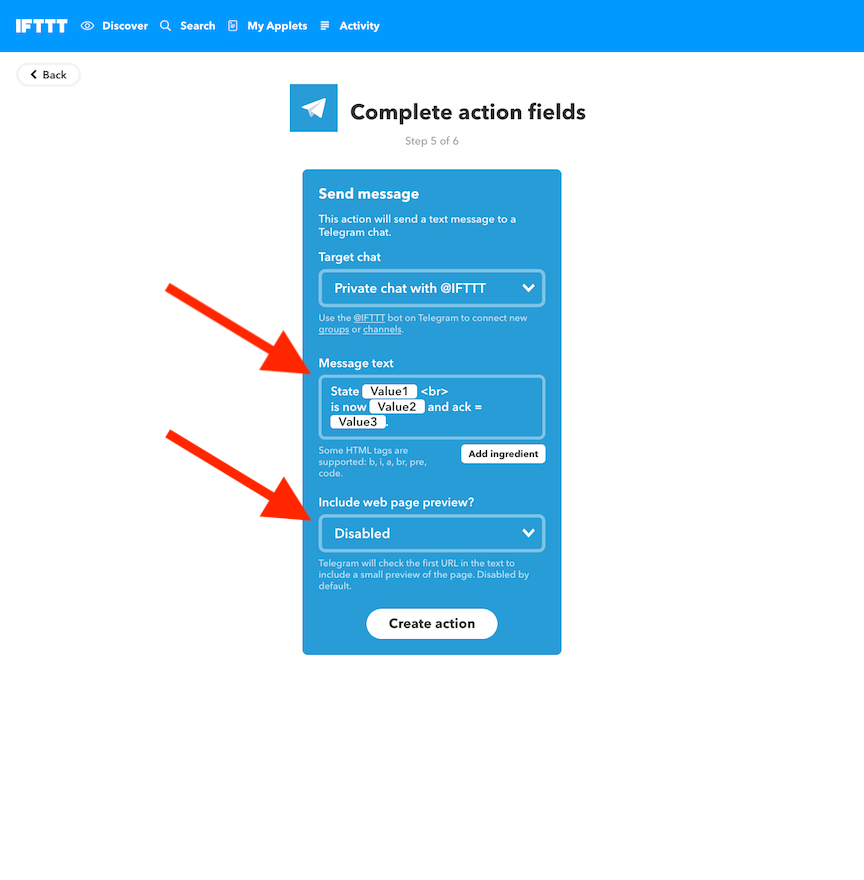 IFTTT Discover Search My Applets Activity
Back
Complete action fields
Step 5 of 6
Send message
This action will send a text message to a
Telegram chat.
Target chat
Private chat with @IFTTT
Use the @IFTTT bot on Telegram to connect new
groups or channels.
Message text
State Value1 <br>
is now Value2 and ack =
Value3.
Some HTML tags are
supported: b, i, a, br, pre,
code.
Add ingredient
Include web page preview?
Disabled
Telegram will check the first URL in the text to
include a small preview of the page. Disabled by
default.
Create action